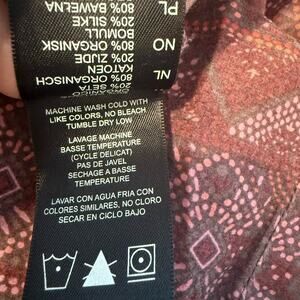 ORGANICO
20% SETA
NL 80% ORGANISCH
KATOEN
20% ZIJDE
NO 80% ORGANISK
BOMULL
20% SILKE
PL 80% BAWEŁNA
MACHINE WASH COLD WITH
LIKE COLORS, NO BLEACH
TUMBLE DRY LOW
LAVAGE MACHINE
BASSE TEMPERATURE
(CYCLE DELICAT)
PAS DE JAVEL
SECHAGE A BASSE
TEMPERATURE
LAVAR CON AGUA FRIA CON
COLORES SIMILARES, NO CLORO
SECAR EN CICLO BAJO